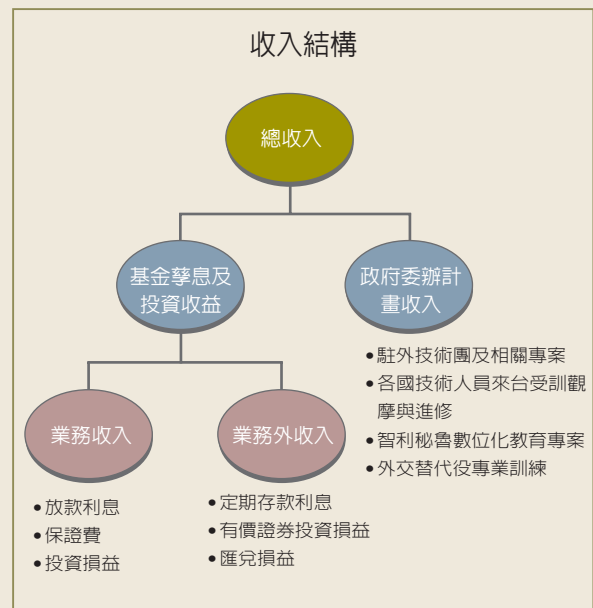 收入結構
總收入
基金孳息及
投資收益
政府委辦計
畫收入
•駐外技術團及相關專案
•各國技術人員來台受訓觀
摩與進修
•智利秘魯數位化教育專案
•外交替代役專業訓練
業務收入
業務外收入
•放款利息
•保證費
•投資損益
•定期存款利息
•有價證券投資損益
•匯兌損益